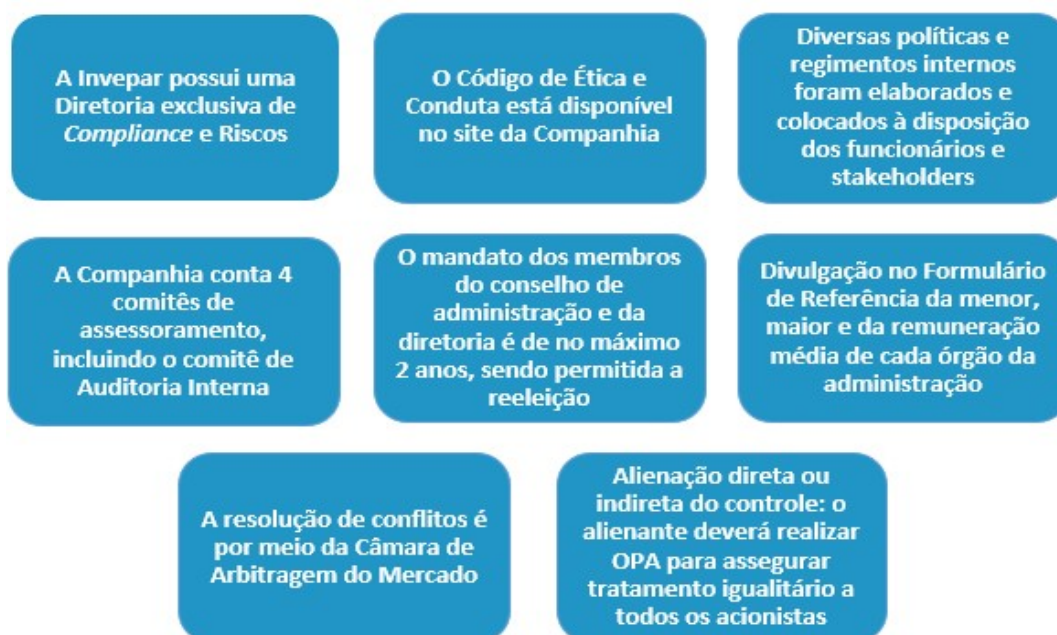 A Invepar possui uma
Diretoria exclusiva de
Compliance e Riscos
O Código de Ética e
Conduta está disponível
no site da Companhia
Diversas políticas e
regimentos internos
foram elaborados e
colocados à disposição
dos funcionários e
stakeholders
A Companhia conta 4
comitês de
assessoramento,
incluindo o comitê de
Auditoria Interna
O mandato dos membros
do conselho de
administração e da
diretoria é de no máximo
2 anos, sendo permitida a
reeleição
Divulgação no Formulário
de Referência da menor,
maior e da remuneração
média de cada órgão da
administração
A resolução de conflitos é
por meio da Câmara de
Arbitragem do Mercado
Alienação direta ou
indireta do controle: o
alienante deverá realizar
OPA para assegurar
tratamento igualitário a
todos os acionistas